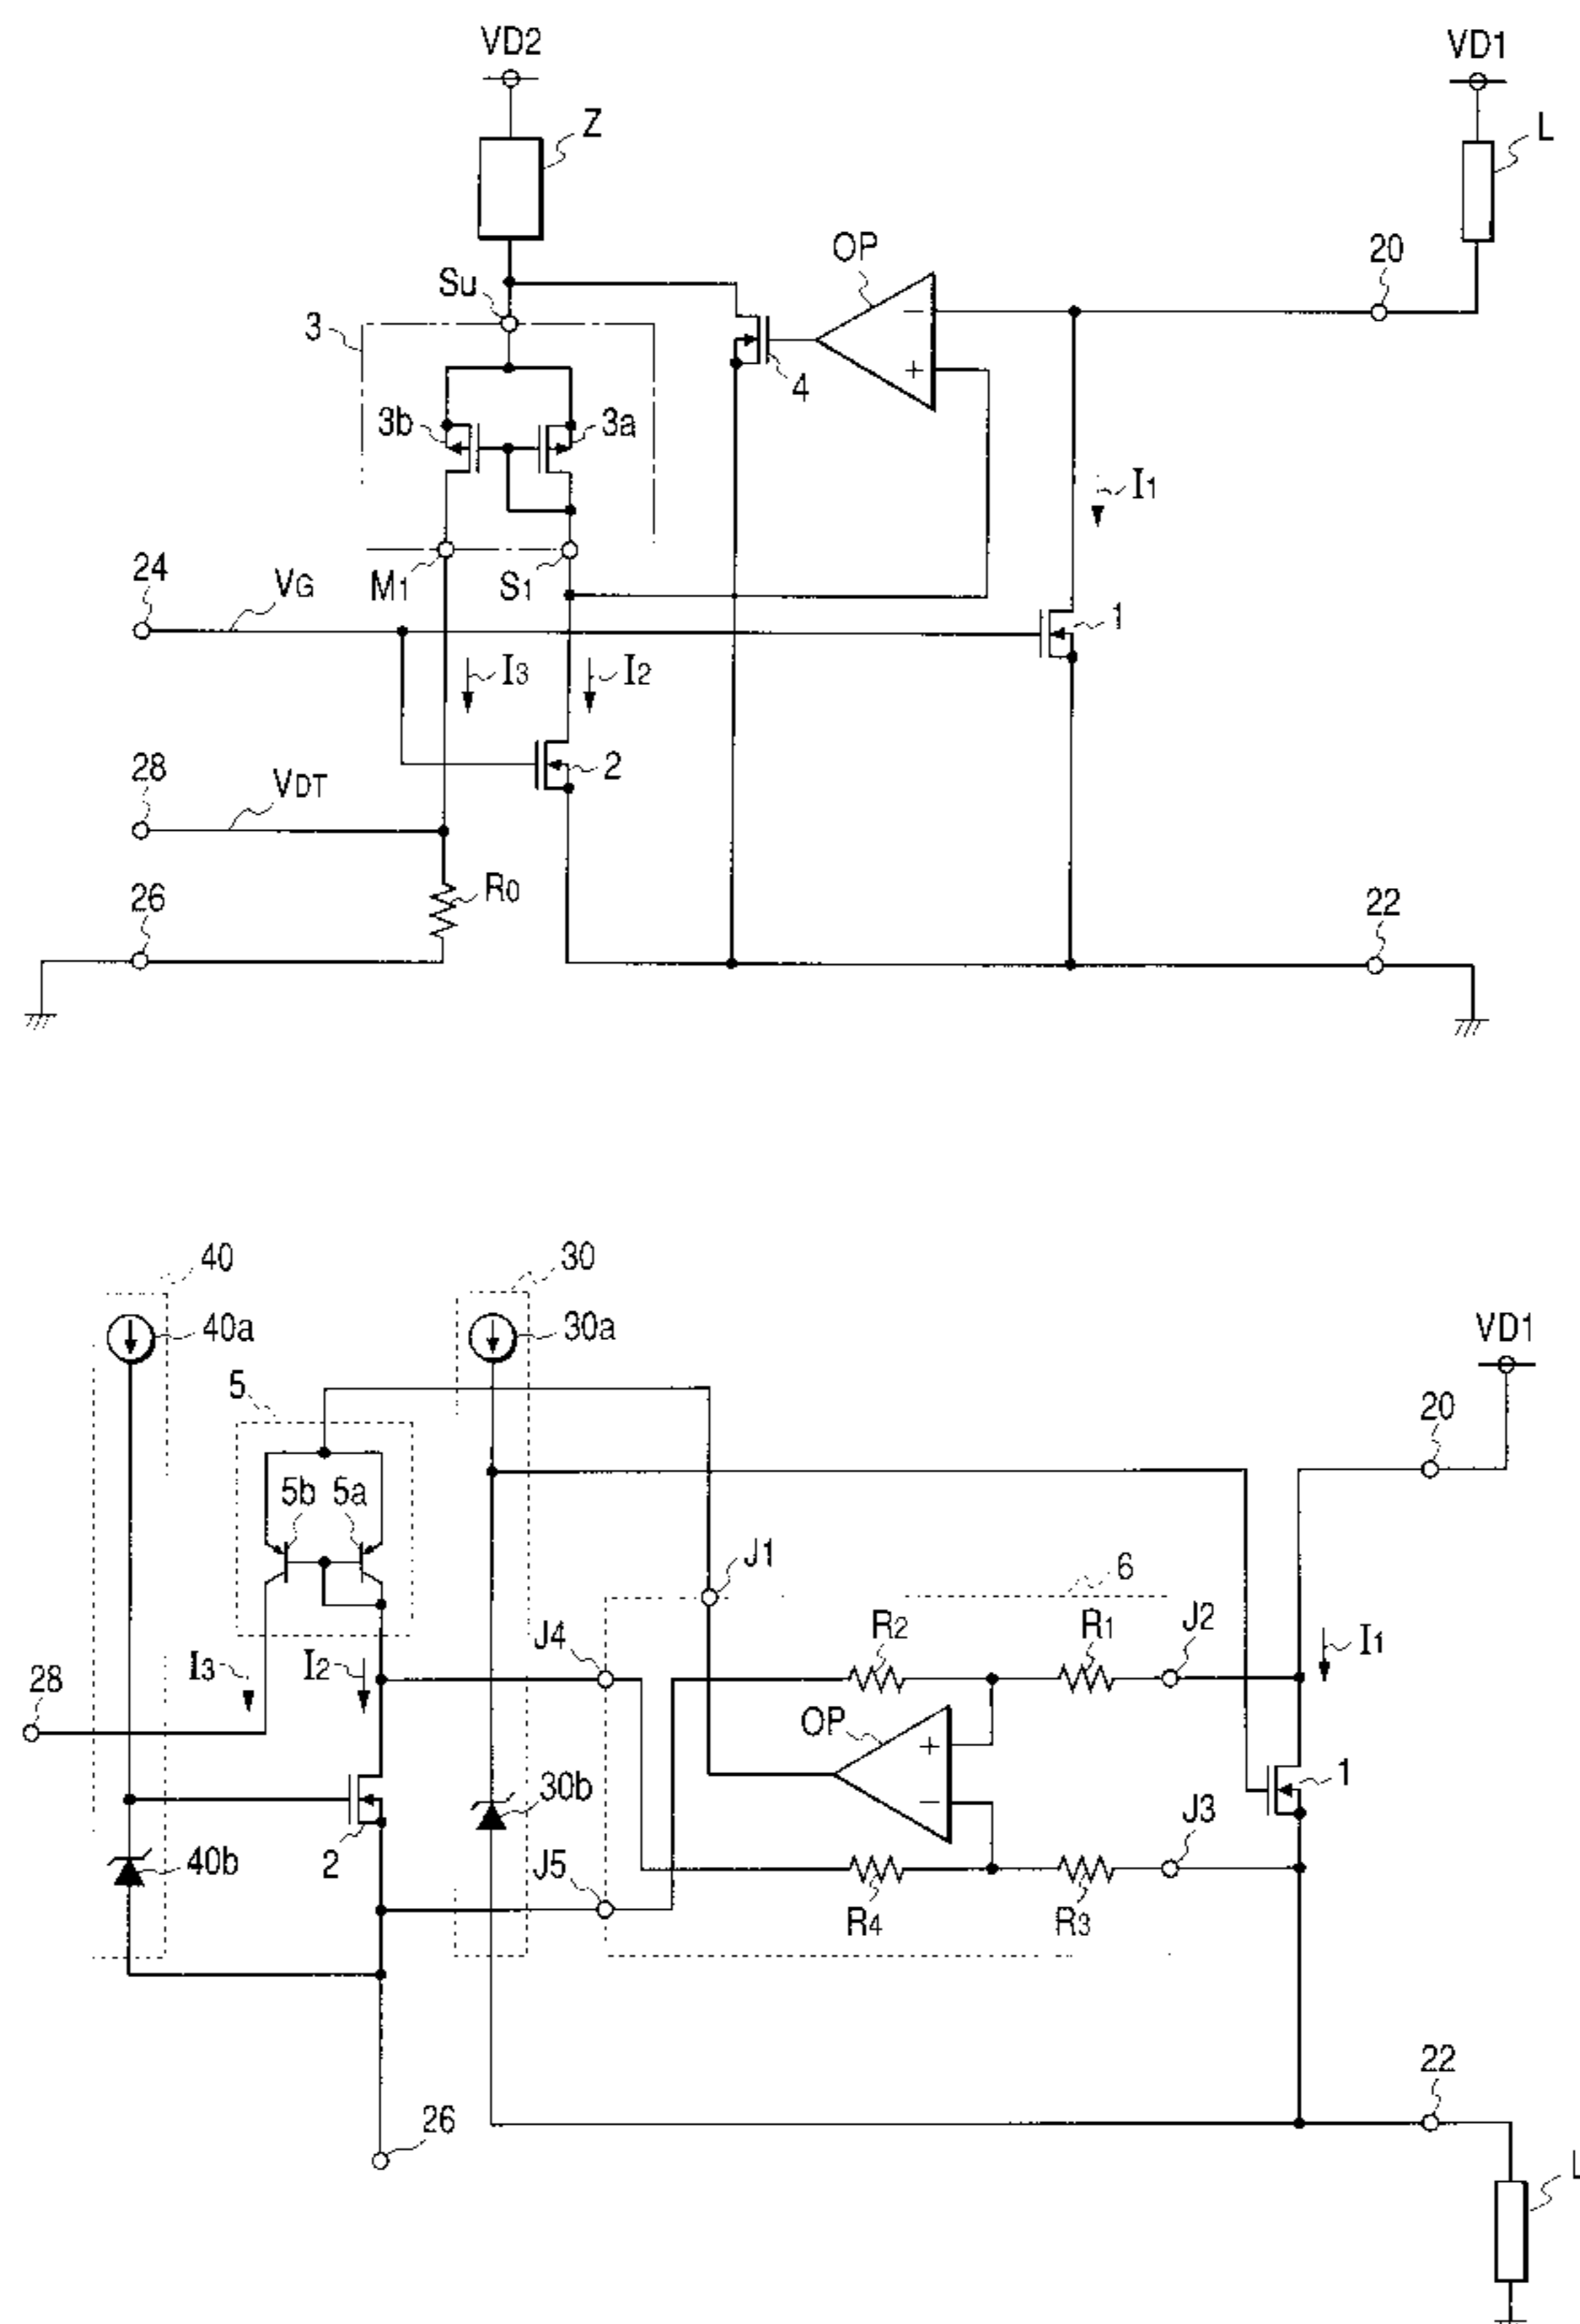 VD2
VD1
Z
L
OP
20
Su
3
−
+
4
3b
3a
I1
24
VG
M1
S1
1
I3
I2
28
VDT
2
26
R0
22
40
30
40a
30a
VD1
5
20
5b
5a
J1
6
J4
R2
R1
J2
I1
I3
I2
28
OP
+
−
1
30b
J3
40b
2
J5
R4
R3
26
22
L